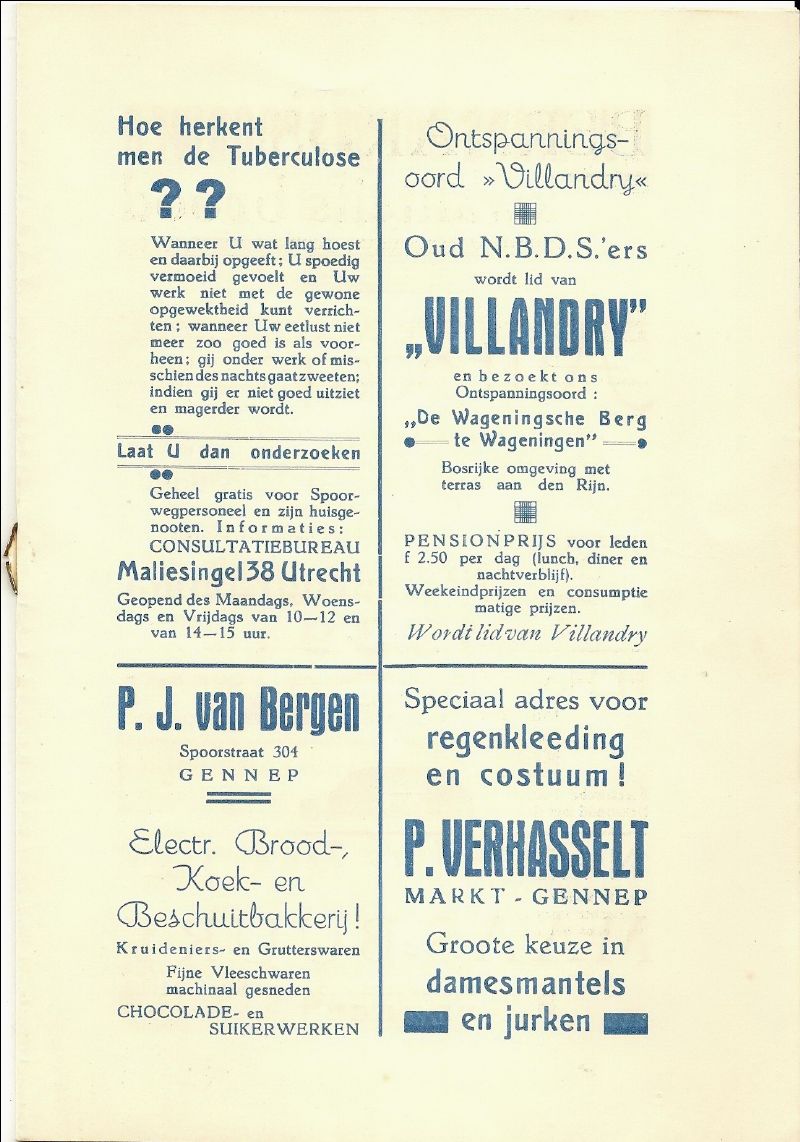 Hoe herkent
men de Tuberculose
? ?
Wanneer U wat lang hoest
en daarbij opgeeft; U spoedig
vermoeid gevoelt en Uw
werk niet met de gewone
opgewektheid kunt verrich-
ten; wanneer Uw eetlust niet
meer zoo goed is als voor-
heen; gij onder werk of mis-
schien des nachts gaat zweeten;
indien gij er niet goed uitziet
en magerder wordt.
Laat U dan onderzoeken
Geheel gratis voor Spoor-
wegpersoneel en zijn huisge-
nooten. Informaties:
CONSULTATIEBUREAU
Maliesingel 38 Utrecht
Geopend des Maandags, Woens-
dags en Vrijdags van 10—12 en
van 14—15 uur.
Ontspannings-
oord »Villandry«
Oud N.B.D.S.'ers
wordt lid van
„VILLANDRY”
en bezoekt ons
Ontspanningsoord:
„De Wageningsche Berg
te Wageningen”
Bosrijke omgeving met
terras aan den Rijn.
PENSIONPRIJS voor leden
f 2.50 per dag (lunch, diner en
nachtverblijf).
Weekeindprijzen en consumptie
matige prijzen.
Wordt lid van Villandry
P. J. van Bergen
Spoorstraat 304
GENNEP
Electr. Brood-,
Koek- en
Beschuitbakkerij!
Kruideniers- en Grutterswaren
Fijne Vleeschwaren
machinaal gesneden
CHOCOLADE- en
SUIKERWERKEN
Speciaal adres voor
regenkleeding
en costuum!
P. VERHASSELT
MARKT - GENNEP
Groote keuze in
damesmantels
en jurken